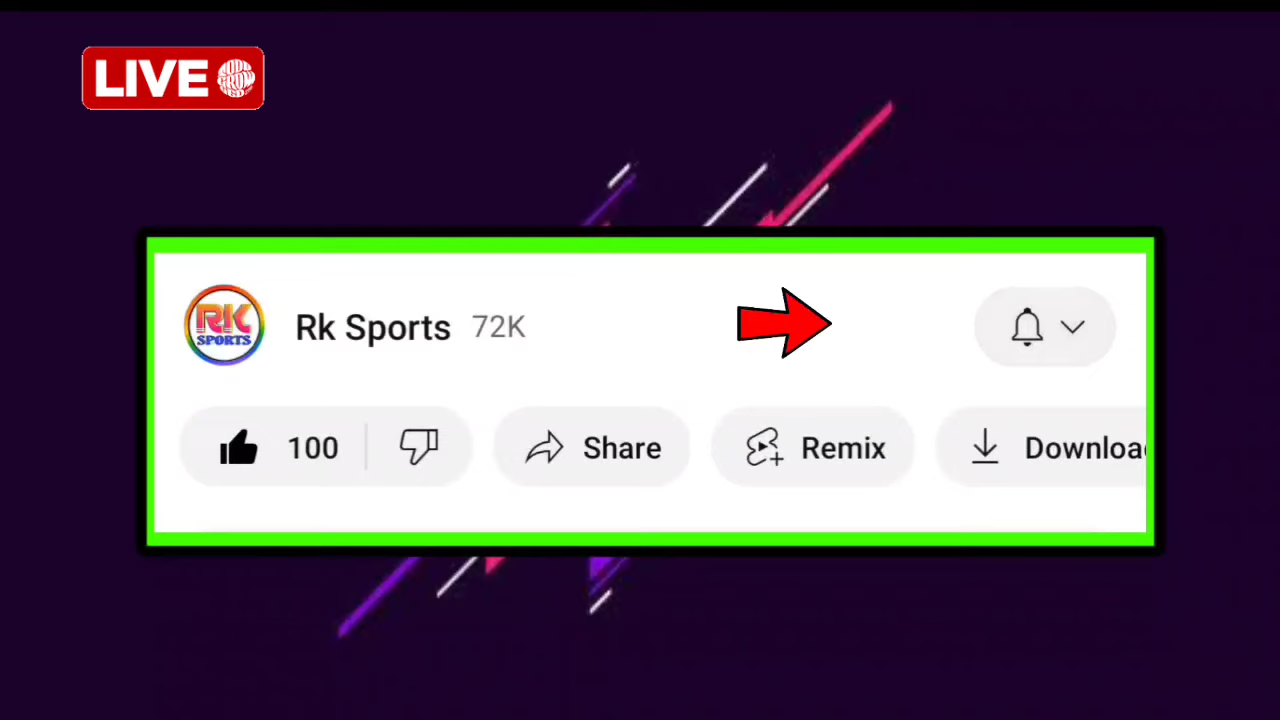 LIVE
RK
SPORTS
Rk Sports 72K
100 Share Remix Downloa